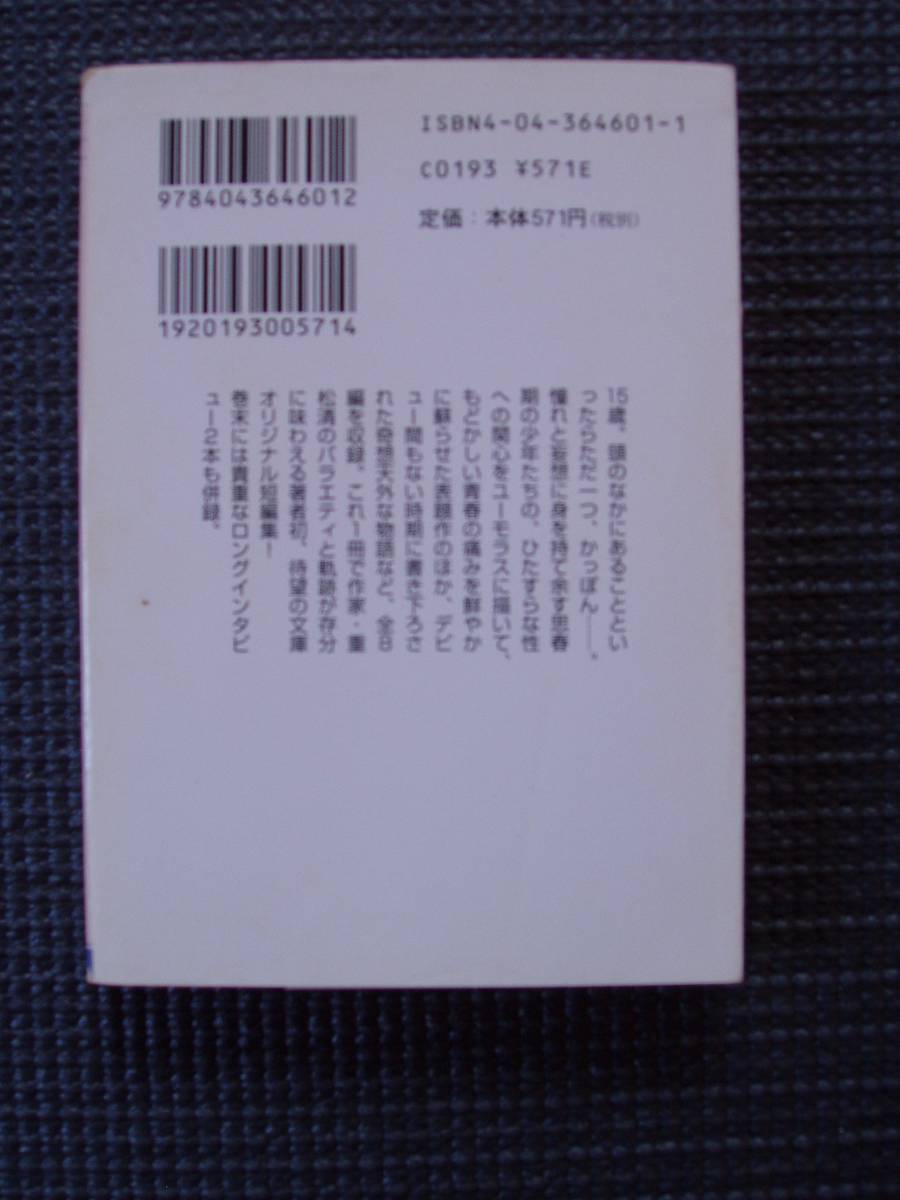 ISBN4-04-364601-1
C0193 ¥571E
定価：本体571円(税別)
9784043646012
1920193005714
15歳。頭のなかにあることとい
ったらただ一つ、かっぽん──。
憧れと妄想に身を持て余す思春
期の少年たちの、ひたすらな性
への関心をユーモラスに描いて、
もどかしい青春の痛みを鮮やか
に蘇らせた表題作のほか、デビ
ュー間もない時期に書き下ろさ
れた奇想天外な物語など、全8
編を収録。これ1冊で作家・重
松清のバラエティと軌跡が存分
に味わえる著者初、待望の文庫
オリジナル短編集！
巻末には貴重なロングインタビ
ュー2本も併録。